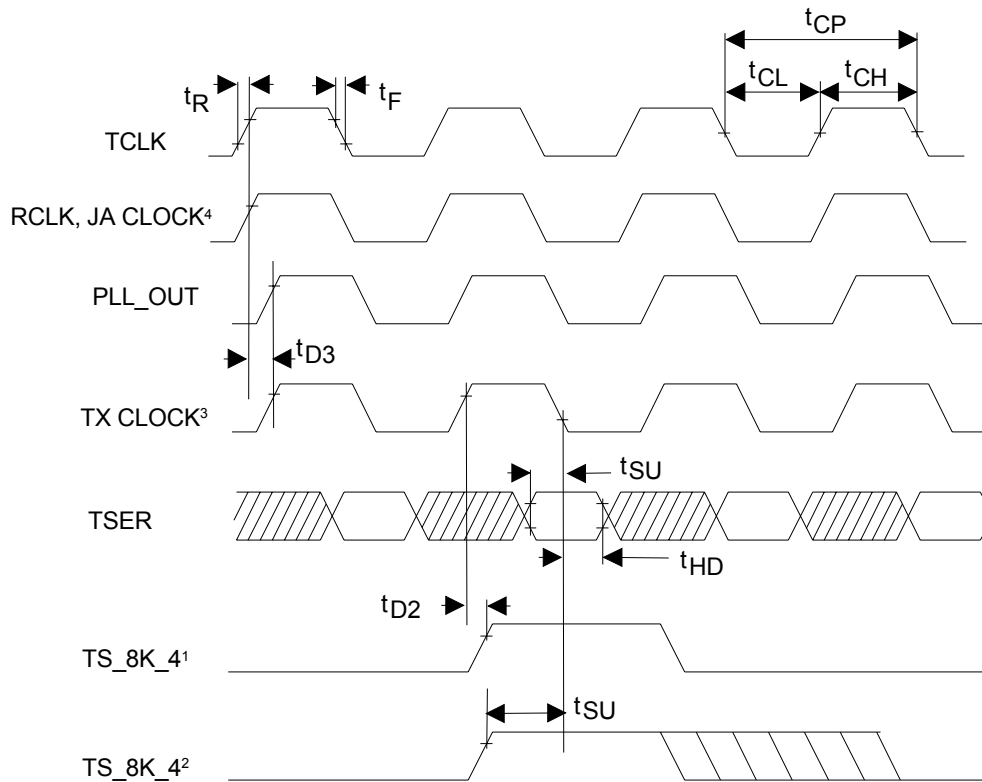 tCP
tCL tCH
tR tF
TCLK
RCLK, JA CLOCK⁴
PLL_OUT
tD3
TX CLOCK³
tSU
TSER
tHD
tD2
TS_8K_4¹
tSU
TS_8K_4²